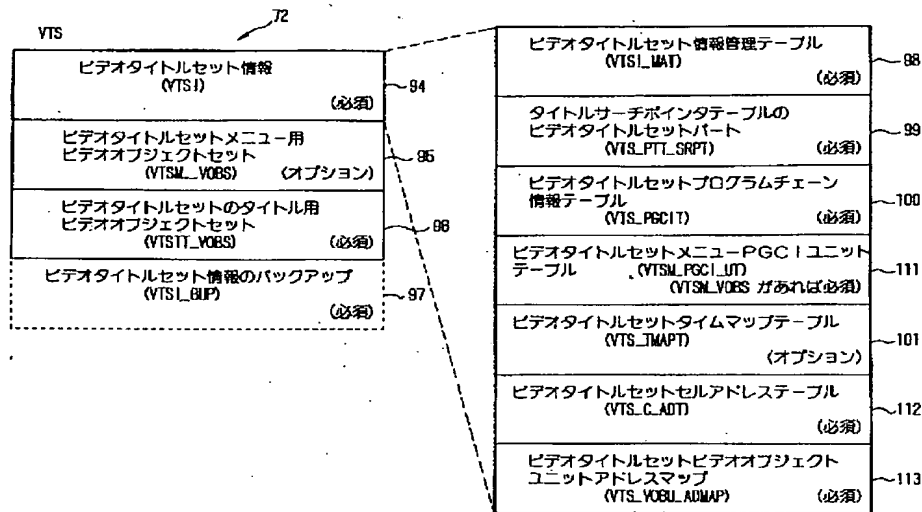 VTS
72
ビデオタイトルセット情報
(VTSI)
(必須)
94
ビデオタイトルセットメニュー用
ビデオオブジェクトセット
(VTSM_VOBS) (オプション)
95
ビデオタイトルセットのタイトル用
ビデオオブジェクトセット
(VTSTT_VOBS) (必須)
96
ビデオタイトルセット情報のバックアップ
(VTSI_BUP)
(必須)
97
ビデオタイトルセット情報管理テーブル
(VTSI_MAT)
(必須)
98
タイトルサーチポインタテーブルの
ビデオタイトルセットパート
(VTS_PTT_SRPT) (必須)
99
ビデオタイトルセットプログラムチェーン
情報テーブル
(VTS_PGCIT) (必須)
100
ビデオタイトルセットメニューPGCIユニット
テーブル (VTSM_PGCI_UT)
(VTSM_VOBS があれば必須)
111
ビデオタイトルセットタイムマップテーブル
(VTS_TMAPT)
(オプション)
101
ビデオタイトルセットセルアドレステーブル
(VTS_C_ADT)
(必須)
112
ビデオタイトルセットビデオオブジェクト
ユニットアドレスマップ
(VTS_VOBU_ADMAP) (必須)
113